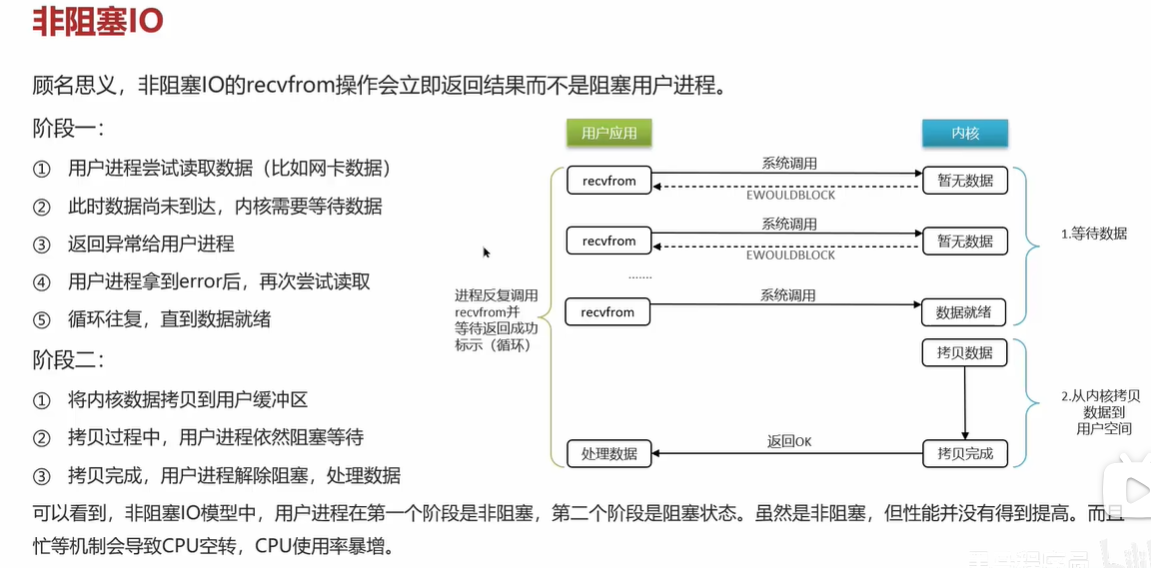 非阻塞IO
顾名思义，非阻塞IO的recvfrom操作会立即返回结果而不是阻塞用户进程。
阶段一：
① 用户进程尝试读取数据（比如网卡数据）
② 此时数据尚未到达，内核需要等待数据
③ 返回异常给用户进程
④ 用户进程拿到error后，再次尝试读取
⑤ 循环往复，直到数据就绪
阶段二：
① 将内核数据拷贝到用户缓冲区
② 拷贝过程中，用户进程依然阻塞等待
③ 拷贝完成，用户进程解除阻塞，处理数据
用户应用
内核
recvfrom
系统调用
暂无数据
EWOULDBLOCK
recvfrom
系统调用
暂无数据
EWOULDBLOCK
.......
recvfrom
系统调用
数据就绪
进程反复调用
recvfrom并
等待返回成功
标示（循环）
1.等待数据
拷贝数据
2.从内核拷贝
数据到
用户空间
处理数据
返回OK
拷贝完成
可以看到，非阻塞IO模型中，用户进程在第一个阶段是非阻塞，第二个阶段是阻塞状态。虽然是非阻塞，但性能并没有得到提高。而且
忙等机制会导致CPU空转，CPU使用率暴增。